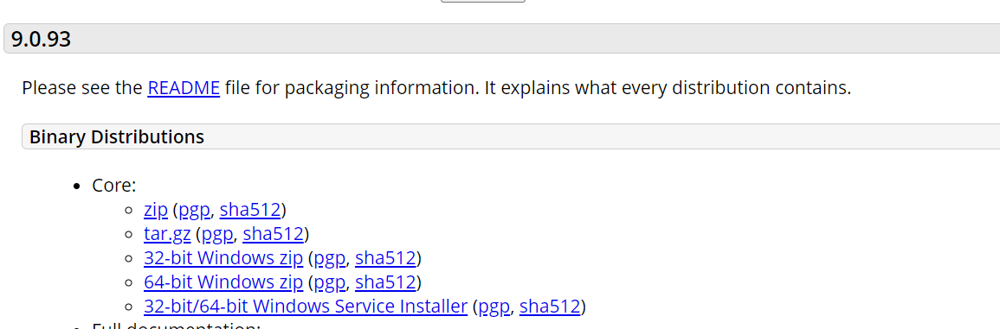 9.0.93
Please see the README file for packaging information. It explains what every distribution contains.
Binary Distributions
Core:
zip (pgp, sha512)
tar.gz (pgp, sha512)
32-bit Windows zip (pgp, sha512)
64-bit Windows zip (pgp, sha512)
32-bit/64-bit Windows Service Installer (pgp, sha512)
Full documentation: